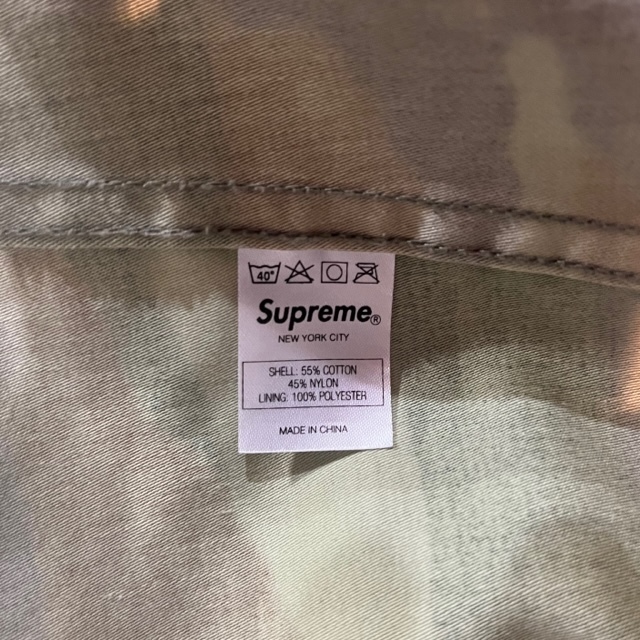 40°
Supreme®
NEW YORK CITY
SHELL: 55% COTTON
45% NYLON
LINING: 100% POLYESTER
MADE IN CHINA